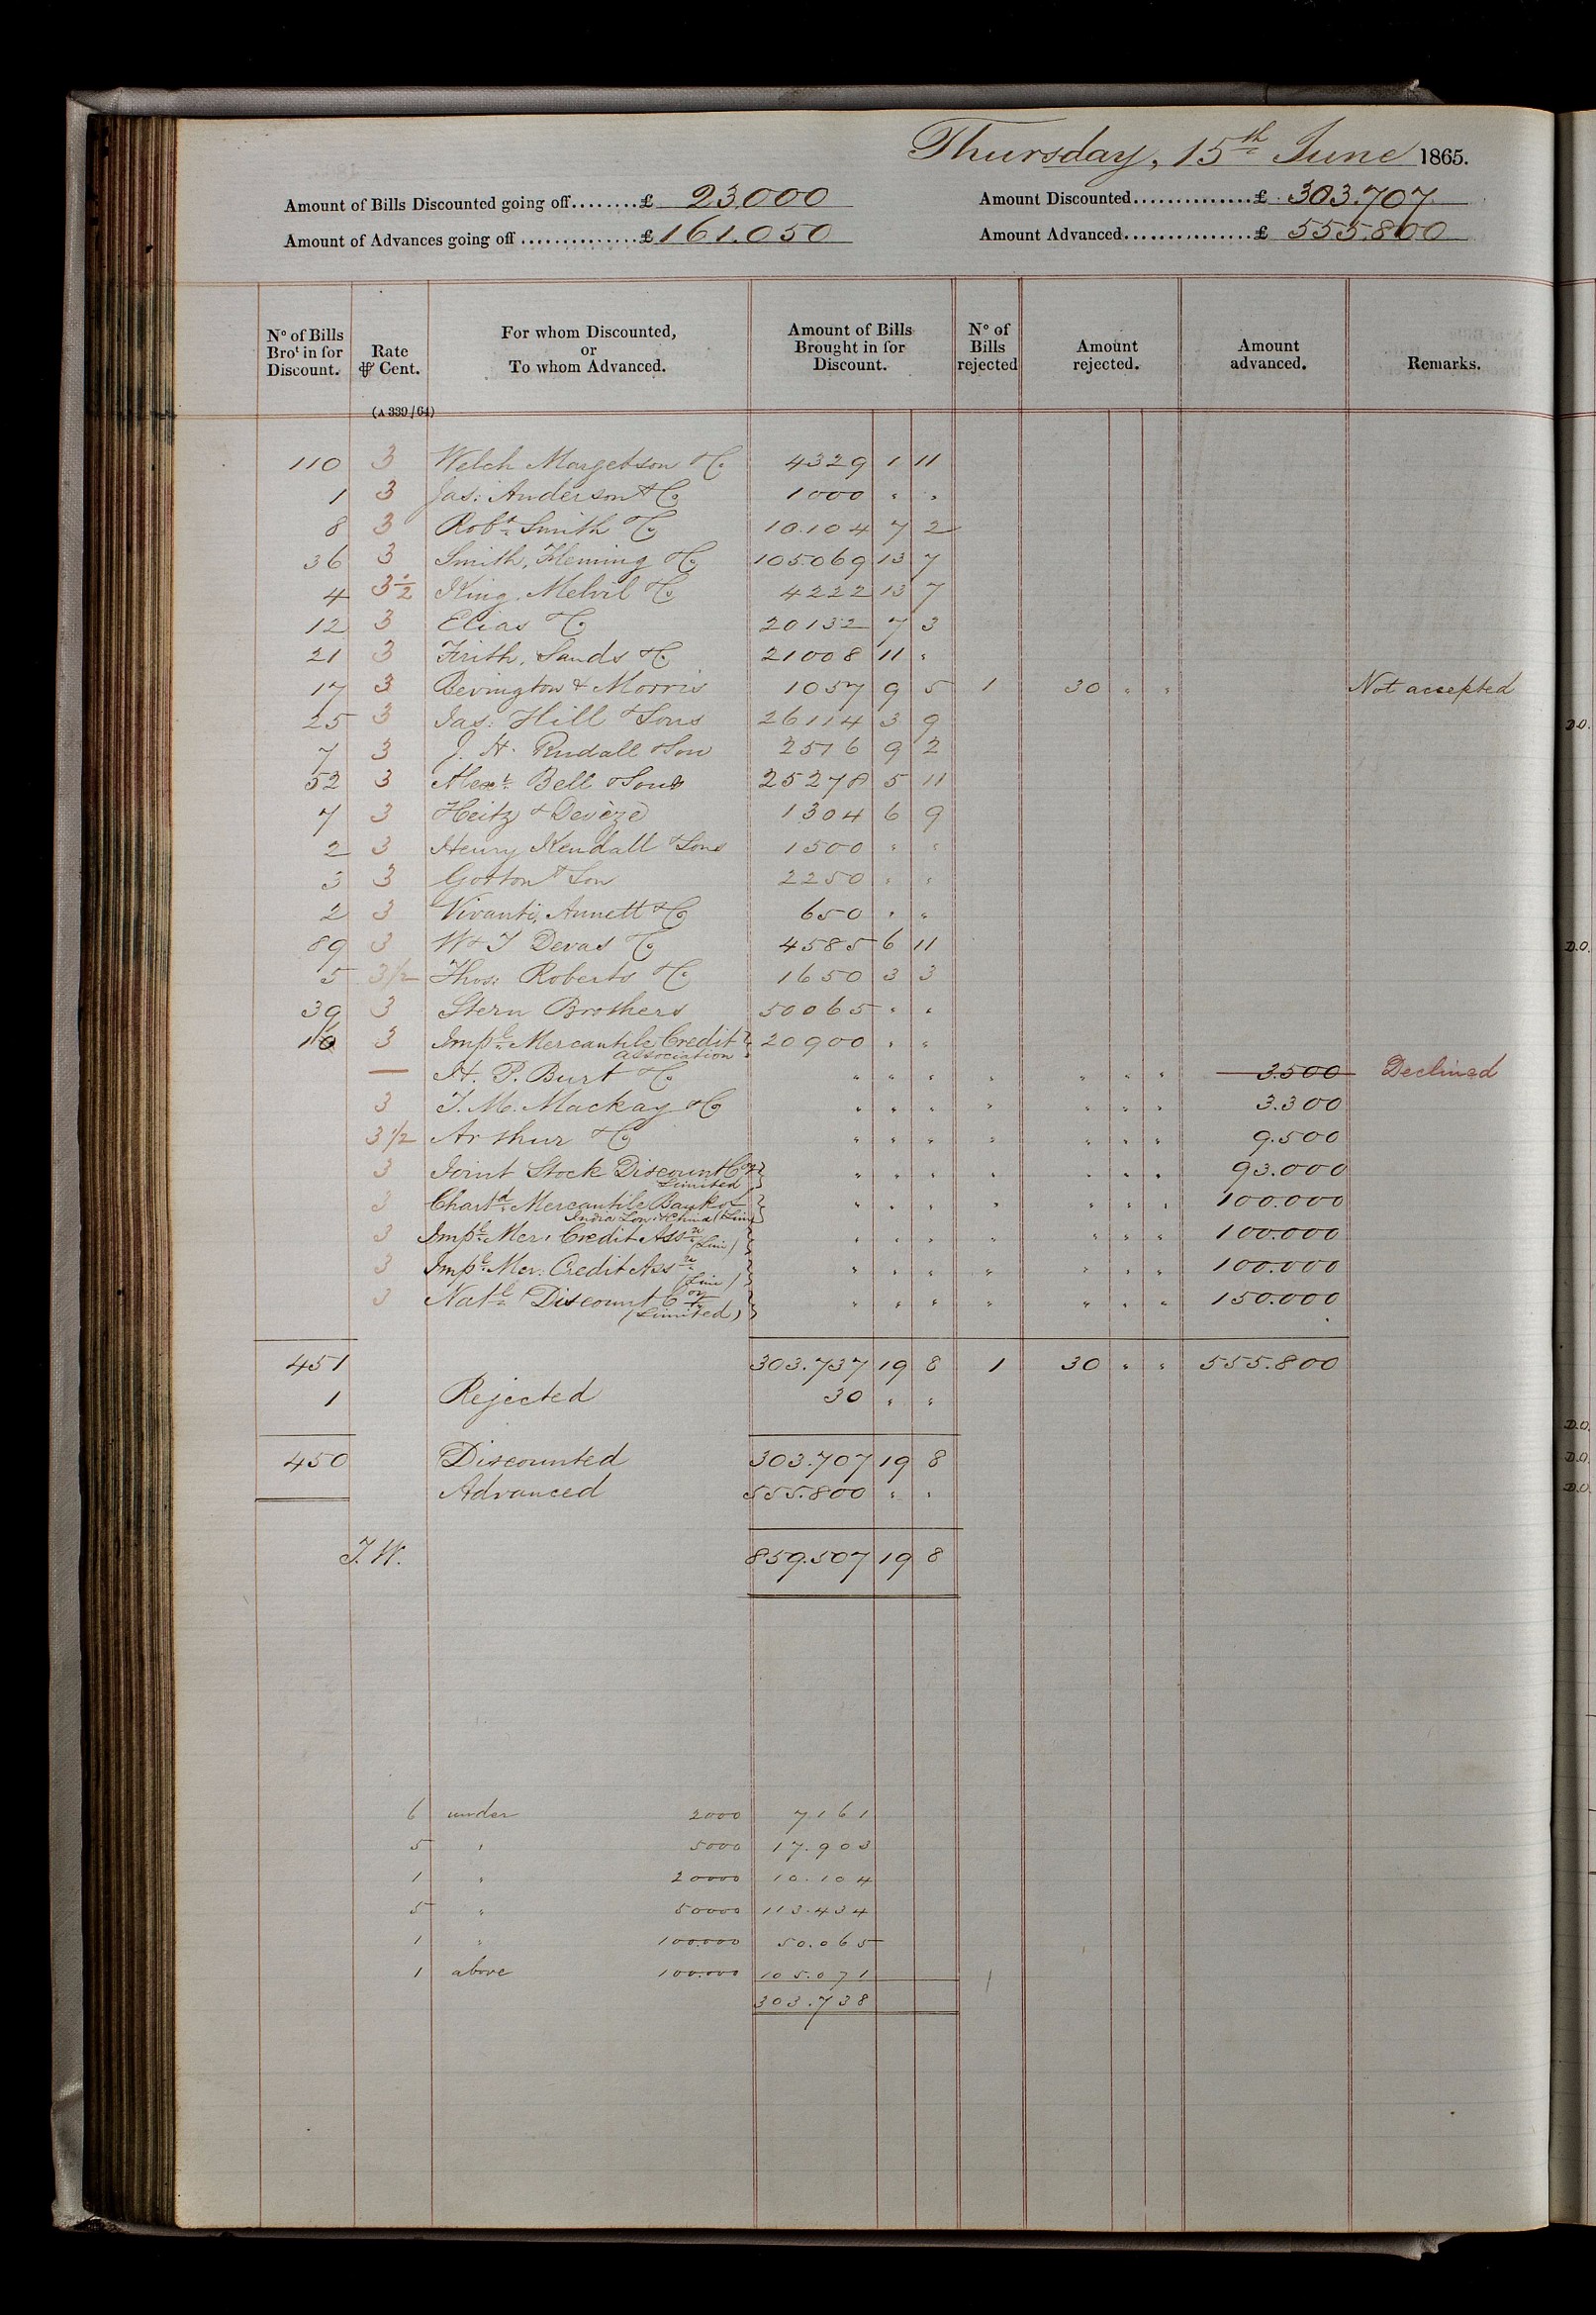 Thursday, 15th June 1865.
Amount of Bills Discounted going off........£ 23.000 Amount Discounted...............£ 303.707
Amount of Advances going off ..............£ 161.050 Amount Advanced................£ 555.800
No of Bills Brot in for Discount. Rate ⅌ Cent. For whom Discounted, or To whom Advanced. Amount of Bills Brought in for Discount. No of Bills rejected Amount rejected. Amount advanced. Remarks.
(A 339/64)
110 3 Welch Margetson & Co 4329 1 11
1 3 Jas: Anderson & Co 1000 " "
8 3 Robt Smith & Co 10.104 7 2
36 3 Smith, Fleming & Co 105.069 13 7
4 3½ King, Melvil & Co 4222 13 7
12 3 Elias & Co 20132 7 3
21 3 Frith, Sands & Co 21008 11 "
17 3 Bevington & Morris 1057 9 5 1 30 " " Not accepted
25 3 Jas: Hill & Sons 26114 3 9
7 3 J. H. Rudall & Son 2516 9 2
52 3 Alexr Bell & Sons 25278 5 11
7 3 Heitz & Devèze 1304 6 9
2 3 Henry Kendall & Sons 1500 " "
3 3 Gotton & Son 2250 " "
2 3 Vivanti, Annett & Co 650 " "
89 3 W & T Devas & Co 4585 6 11
5 3½ Thos: Roberts & Co 1650 3 3
39 3 Stern Brothers 50065 " "
3 Impl Mercantile Credit 20900 " "
Association
— H. P. Burt & Co " " " " " " " 3.500 Declined
3 T. M. Mackay & Co " " " " " " " 3.300
3½ Arthur & Co " " " " " " " 9.500
3 Joint Stock Discount Coy " " " " " " " 93.000
Limited
3 Chartd Mercantile Bank of " " " " " " " 100.000
India Lon: & China (Lim
3 Impl Mer: Credit Assn " " " " " " " 100.000
(Lim)
3 Impl Mer: Credit Assn " " " " " " " 100.000
(Lim)
3 Natl Discount Coy " " " " " " " 150.000
(Limited)
451 303.737 19 8 1 30 " " 555.800
1 Rejected 30 " "
450 Discounted 303.707 19 8
Advanced 555.800 " "
J. W. 859.507 19 8
6 under 2000 7161
5 " 5000 17.903
1 " 20000 10.104
5 " 50000 113.434
1 " 100.000 50.065
1 above 100.000 105.071
303.738
D.O.
D.O.
D.O.
D.O.
D.O.